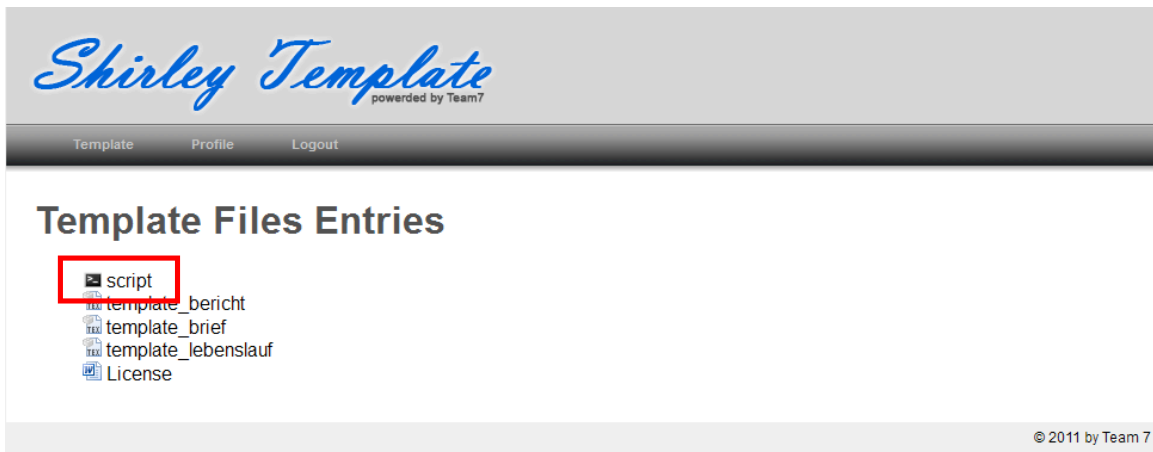 Shirley Template
powerded by Team7
Template Profile Logout
Template Files Entries
script
template_bericht
template_brief
template_lebenslauf
License
© 2011 by Team 7